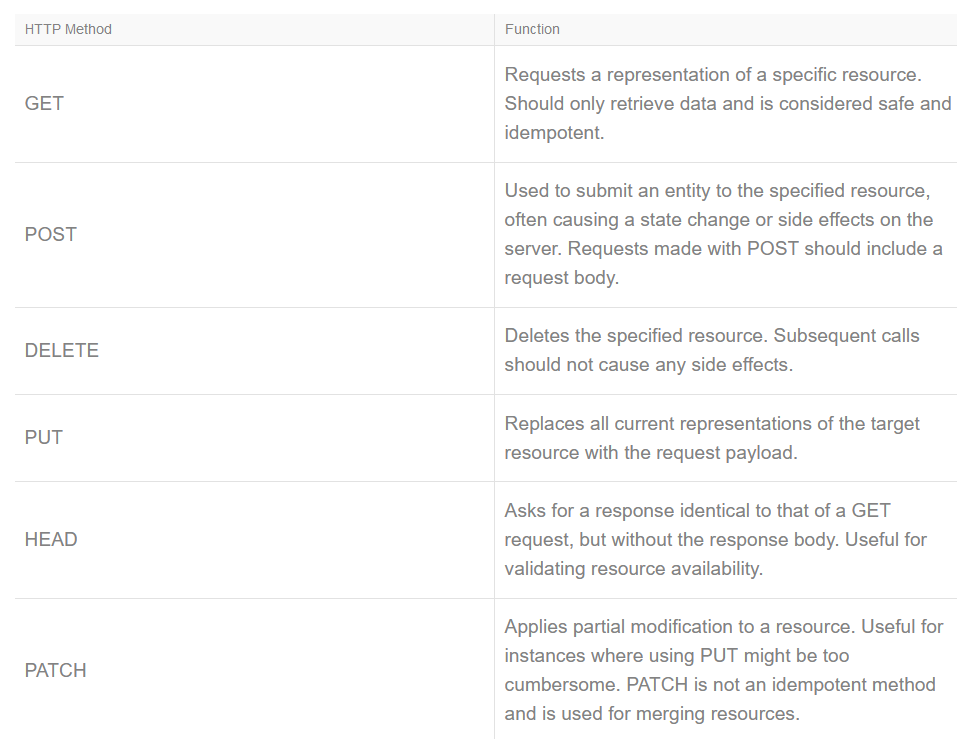 HTTP Method
Function
GET
Requests a representation of a specific resource.
Should only retrieve data and is considered safe and
idempotent.
POST
Used to submit an entity to the specified resource,
often causing a state change or side effects on the
server. Requests made with POST should include a
request body.
DELETE
Deletes the specified resource. Subsequent calls
should not cause any side effects.
PUT
Replaces all current representations of the target
resource with the request payload.
HEAD
Asks for a response identical to that of a GET
request, but without the response body. Useful for
validating resource availability.
PATCH
Applies partial modification to a resource. Useful for
instances where using PUT might be too
cumbersome. PATCH is not an idempotent method
and is used for merging resources.